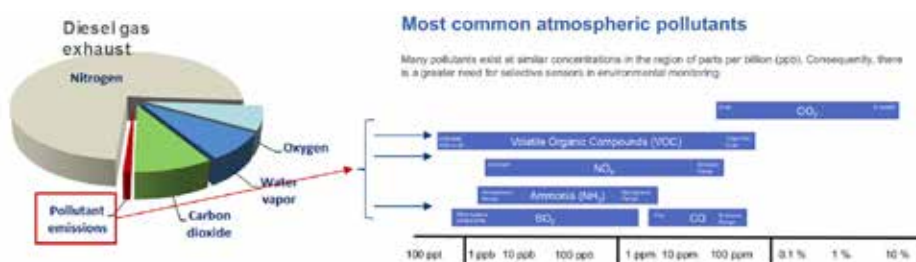 Diesel gas
exhaust
Nitrogen
Oxygen
Water
vapor
Carbon
dioxide
Pollutant
emissions
Most common atmospheric pollutants
Many pollutants exist at similar concentrations in the region of parts per billion (ppb). Consequently, there
is a greater need for selective sensors in environmental monitoring.
CO₂
Volatile Organic Compounds (VOC)
NOₓ
Ammonia (NH₃)
SO₂
CO
100 ppt
1 ppb
10 ppb
100 ppb
1 ppm
10 ppm
100 ppm
0.1 %
1 %
10 %